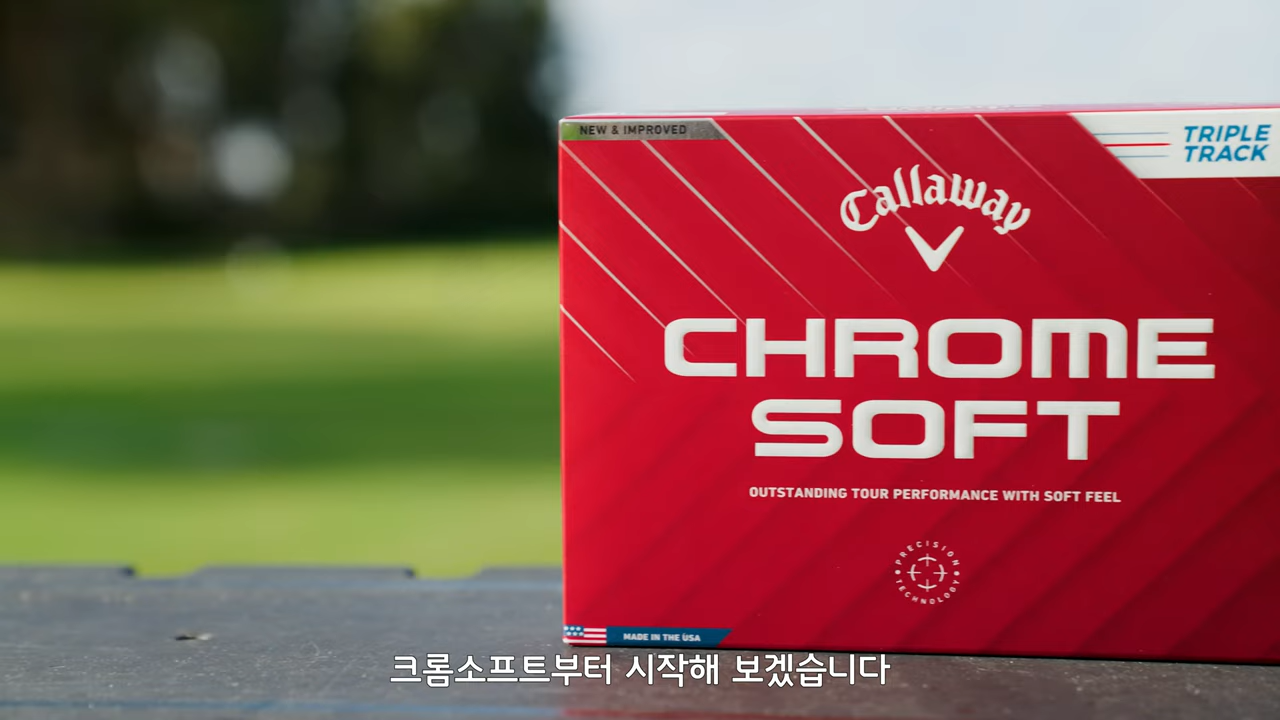 NEW & IMPROVED
TRIPLE
TRACK
Callaway
CHROME
SOFT
OUTSTANDING TOUR PERFORMANCE WITH SOFT FEEL
PRECISION
TECHNOLOGY
MADE IN THE USA
크롬소프트부터 시작해 보겠습니다